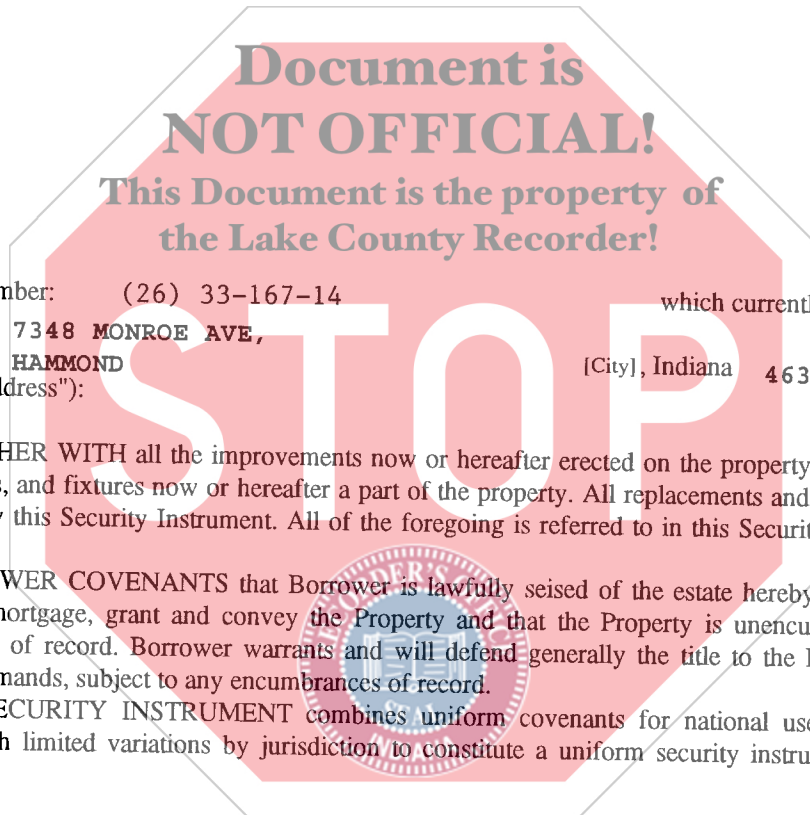 Document is
NOT OFFICIAL!
This Document is the property of
the Lake County Recorder!
mber: (26) 33-167-14 which currentl
7348 MONROE AVE,
HAMMOND [City], Indiana 463
dress"):
STOP
HER WITH all the improvements now or hereafter erected on the property
s, and fixtures now or hereafter a part of the property. All replacements and
y this Security Instrument. All of the foregoing is referred to in this Securit
WER COVENANTS that Borrower is lawfully seised of the estate hereby
nortgage, grant and convey the Property and that the Property is unencu
of record. Borrower warrants and will defend generally the title to the
mands, subject to any encumbrances of record.
ECURITY INSTRUMENT combines uniform covenants for national use
h limited variations by jurisdiction to constitute a uniform security instru
SEAL
INDIANA